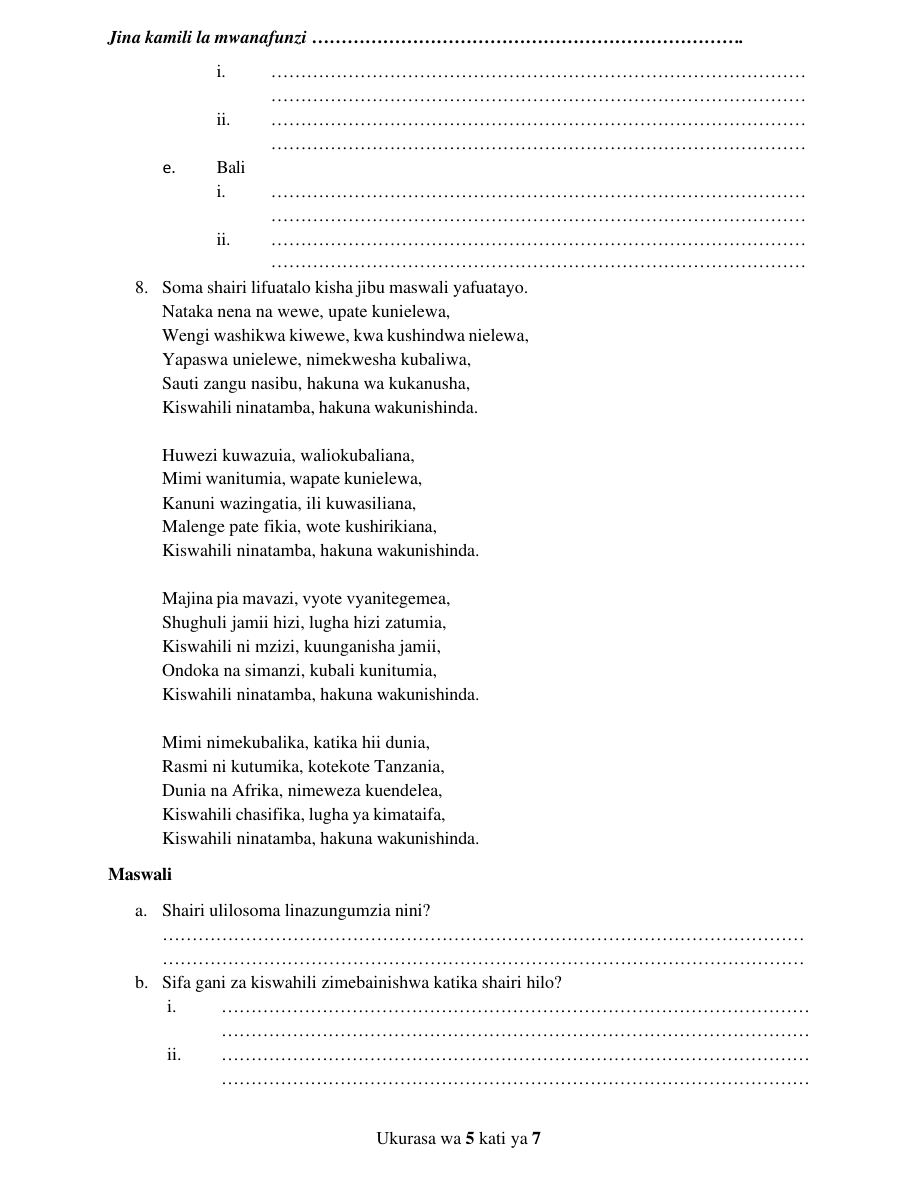 Jina kamili la mwanafunzi ……………………………………………………………….
i. ………………………………………………………………………………
………………………………………………………………………………
ii. ………………………………………………………………………………
………………………………………………………………………………
e. Bali
i. ………………………………………………………………………………
………………………………………………………………………………
ii. ………………………………………………………………………………
………………………………………………………………………………
8. Soma shairi lifuatalo kisha jibu maswali yafuatayo.
Nataka nena na wewe, upate kunielewa,
Wengi washikwa kiwewe, kwa kushindwa nielewa,
Yapaswa unielewe, nimekwesha kubaliwa,
Sauti zangu nasibu, hakuna wa kukanusha,
Kiswahili ninatamba, hakuna wakunishinda.
Huwezi kuwazuia, waliokubaliana,
Mimi wanitumia, wapate kunielewa,
Kanuni wazingatia, ili kuwasiliana,
Malenge pate fikia, wote kushirikiana,
Kiswahili ninatamba, hakuna wakunishinda.
Majina pia mavazi, vyote vyanitegemea,
Shughuli jamii hizi, lugha hizi zatumia,
Kiswahili ni mzizi, kuunganisha jamii,
Ondoka na simanzi, kubali kunitumia,
Kiswahili ninatamba, hakuna wakunishinda.
Mimi nimekubalika, katika hii dunia,
Rasmi ni kutumika, kotekote Tanzania,
Dunia na Afrika, nimeweza kuendelea,
Kiswahili chasifika, lugha ya kimataifa,
Kiswahili ninatamba, hakuna wakunishinda.
Maswali
a. Shairi ulilosoma linazungumzia nini?
………………………………………………………………………………………………
………………………………………………………………………………………………
b. Sifa gani za kiswahili zimebainishwa katika shairi hilo?
i. ………………………………………………………………………………………
………………………………………………………………………………………
ii. ………………………………………………………………………………………
………………………………………………………………………………………
Ukurasa wa 5 kati ya 7